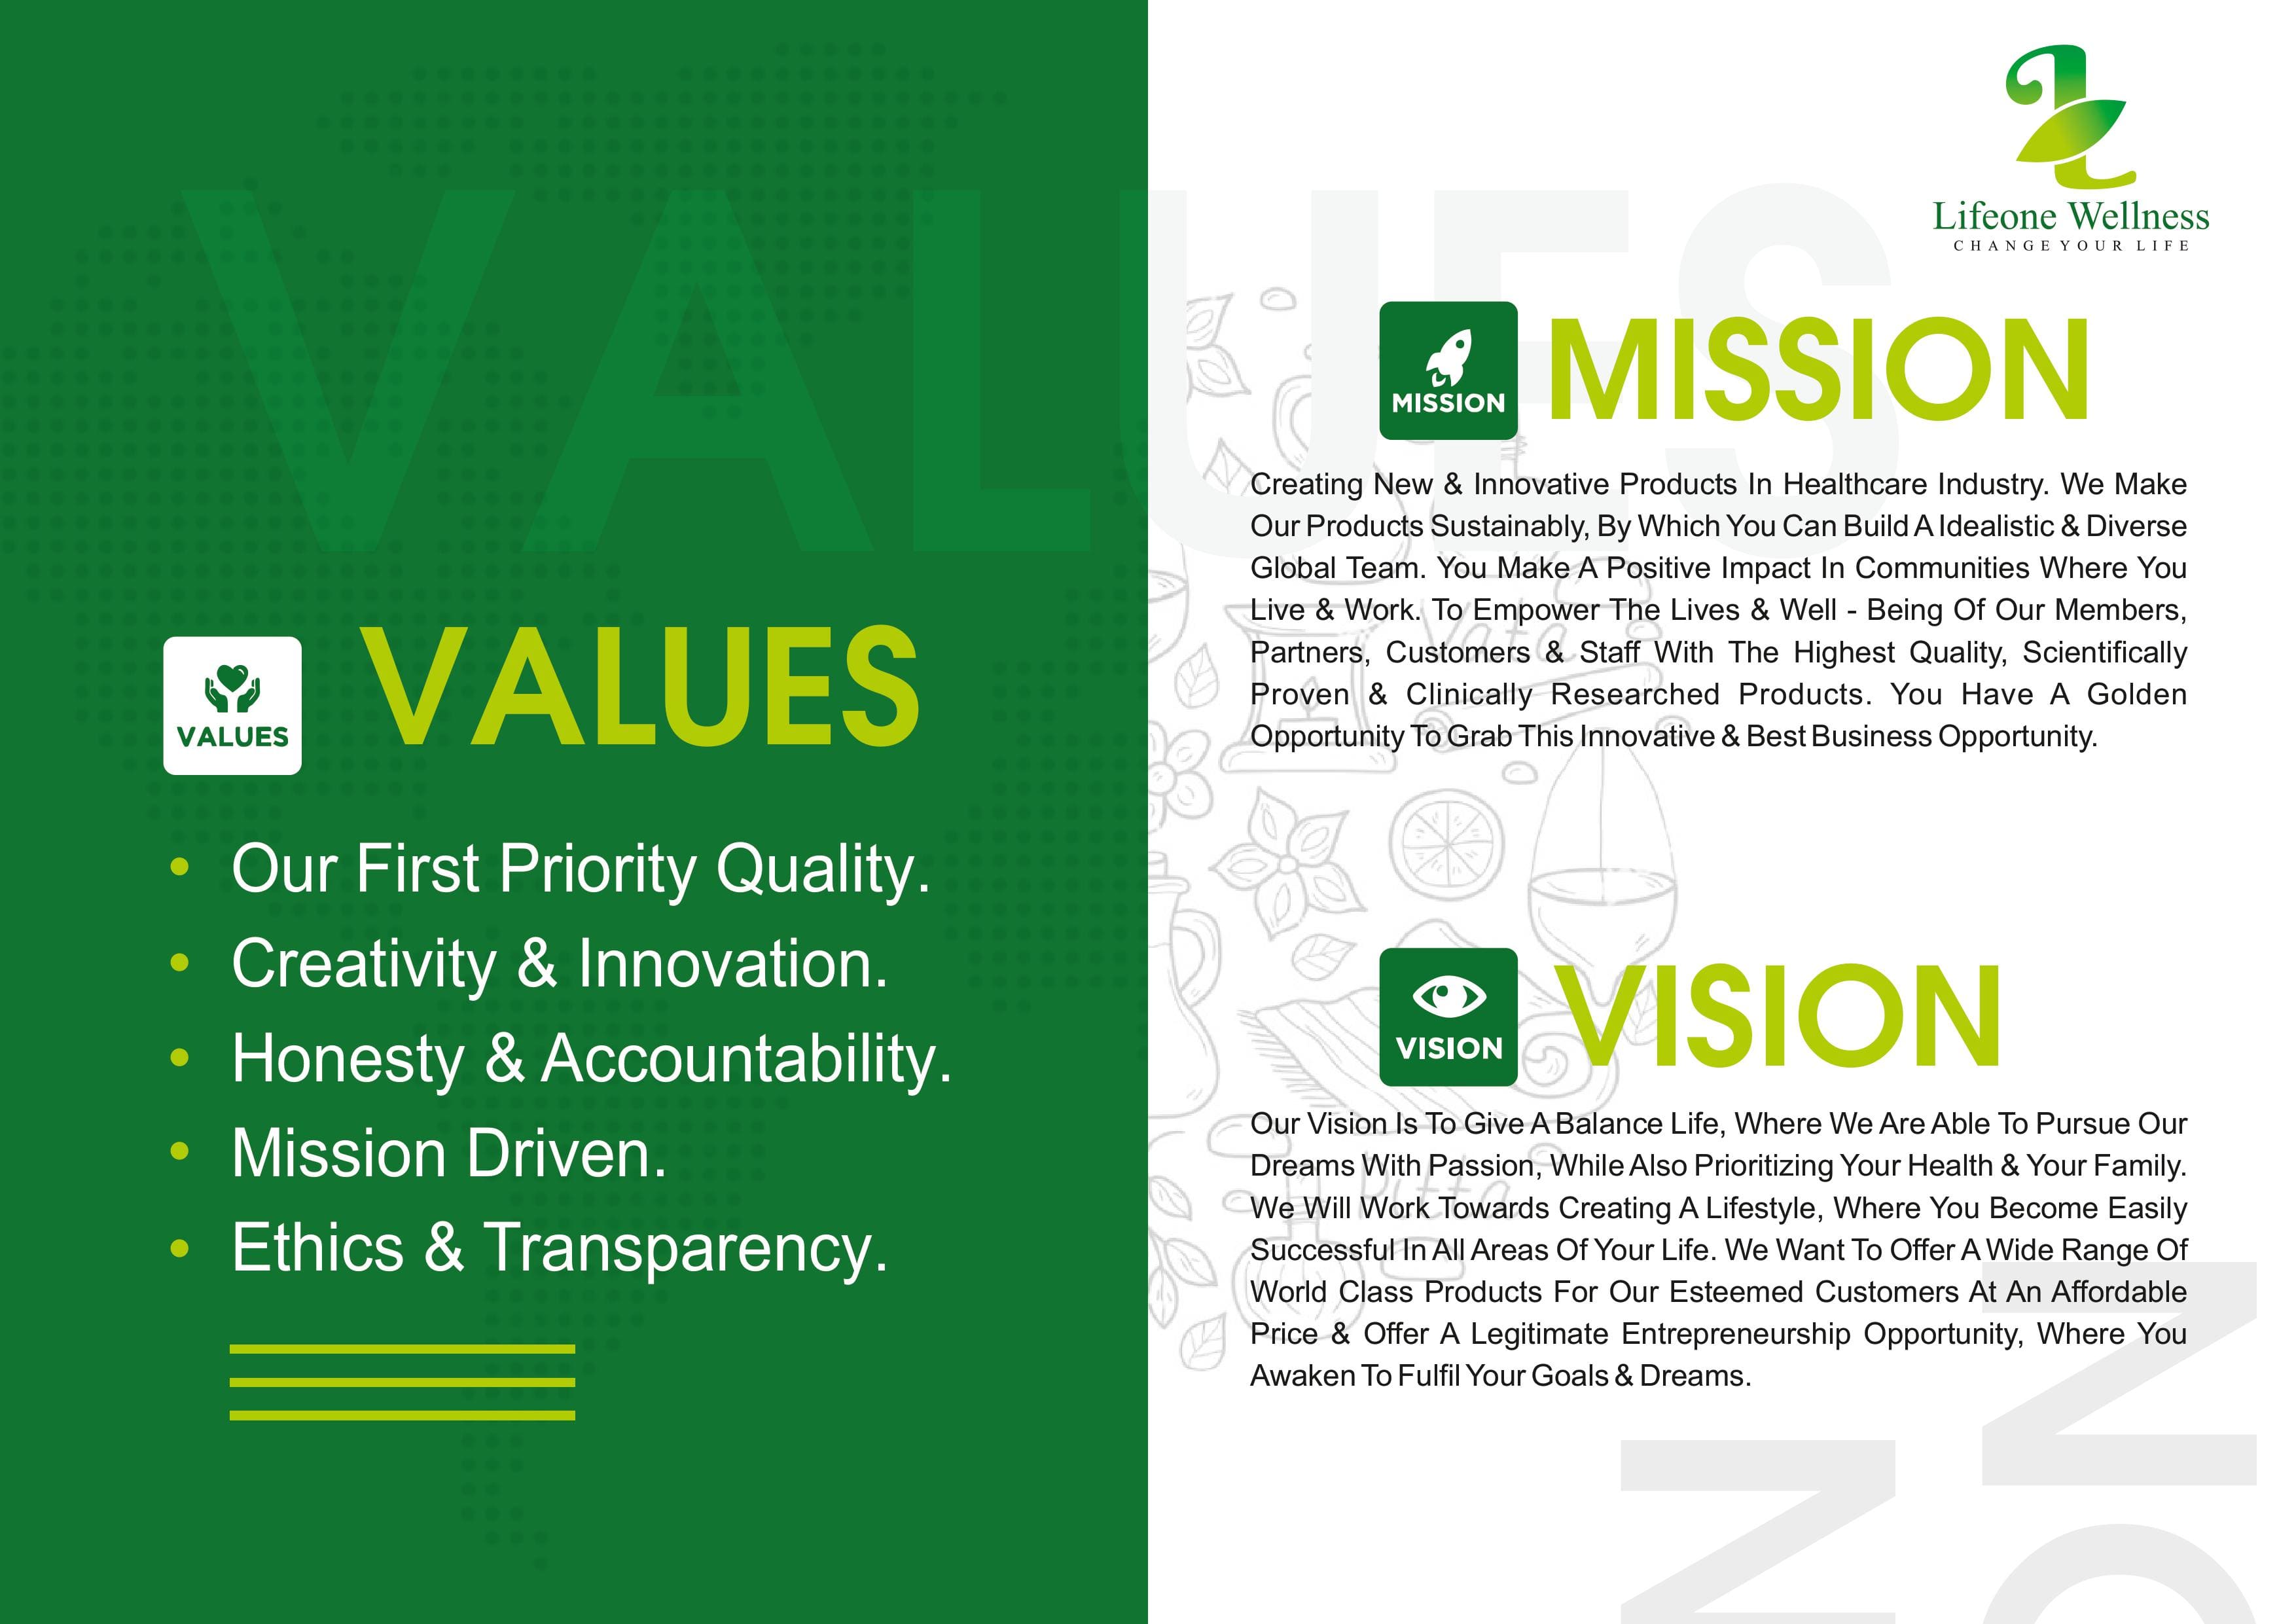 VALUES
VALUES
VALUES
Our First Priority Quality.
Creativity & Innovation.
Honesty & Accountability.
Mission Driven.
Ethics & Transparency.
Lifeone Wellness
CHANGE YOUR LIFE
MISSION
MISSION
Creating New & Innovative Products In Healthcare Industry. We Make
Our Products Sustainably, By Which You Can Build A Idealistic & Diverse
Global Team. You Make A Positive Impact In Communities Where You
Live & Work. To Empower The Lives & Well - Being Of Our Members,
Partners, Customers & Staff With The Highest Quality, Scientifically
Proven & Clinically Researched Products. You Have A Golden
Opportunity To Grab This Innovative & Best Business Opportunity.
Vata
VISION
VISION
Our Vision Is To Give A Balance Life, Where We Are Able To Pursue Our
Dreams With Passion, While Also Prioritizing Your Health & Your Family.
We Will Work Towards Creating A Lifestyle, Where You Become Easily
Successful In All Areas Of Your Life. We Want To Offer A Wide Range Of
World Class Products For Our Esteemed Customers At An Affordable
Price & Offer A Legitimate Entrepreneurship Opportunity, Where You
Awaken To Fulfil Your Goals & Dreams.
Pitta